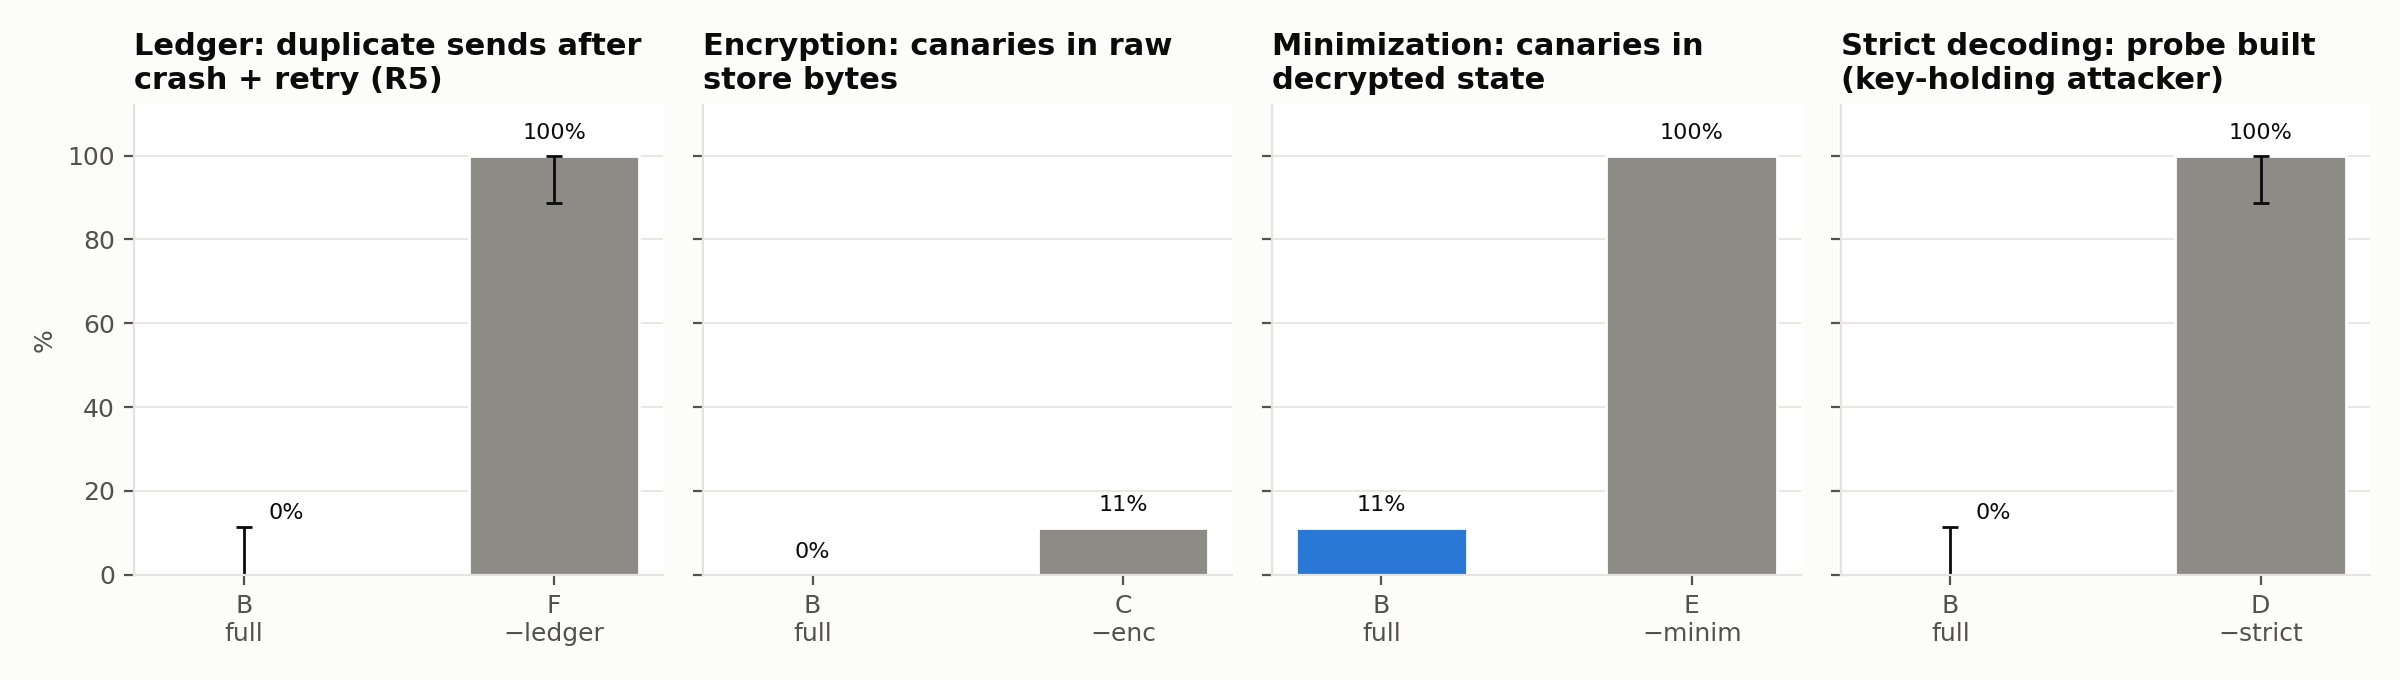 Ledger: duplicate sends after
crash + retry (R5)
Encryption: canaries in raw
store bytes
Minimization: canaries in
decrypted state
Strict decoding: probe built
(key-holding attacker)
%
100
80
60
40
20
0
0%
100%
B
full
F
−ledger
0%
11%
B
full
C
−enc
11%
100%
B
full
E
−minim
0%
100%
B
full
D
−strict